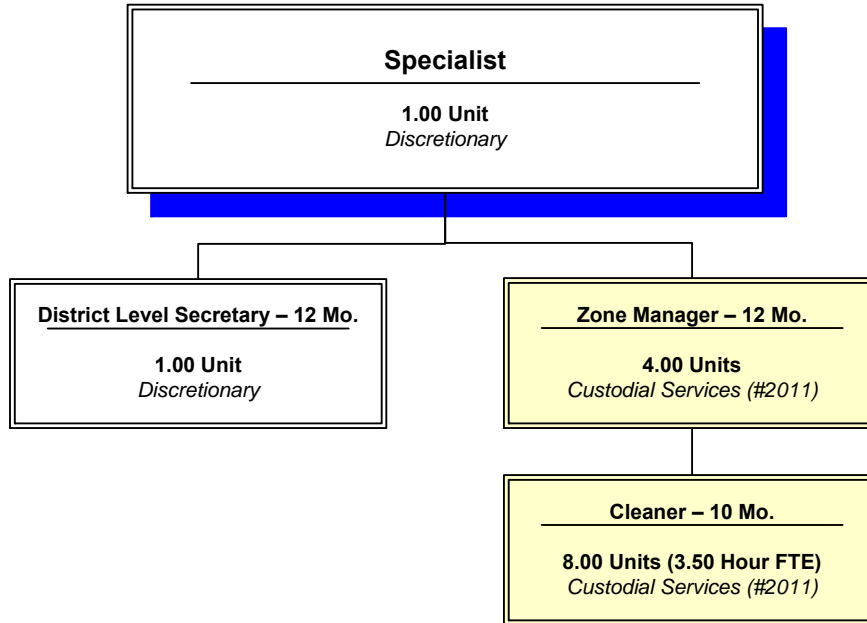 Specialist
1.00 Unit
Discretionary
District Level Secretary – 12 Mo.
1.00 Unit
Discretionary
Zone Manager – 12 Mo.
4.00 Units
Custodial Services (#2011)
Cleaner – 10 Mo.
8.00 Units (3.50 Hour FTE)
Custodial Services (#2011)